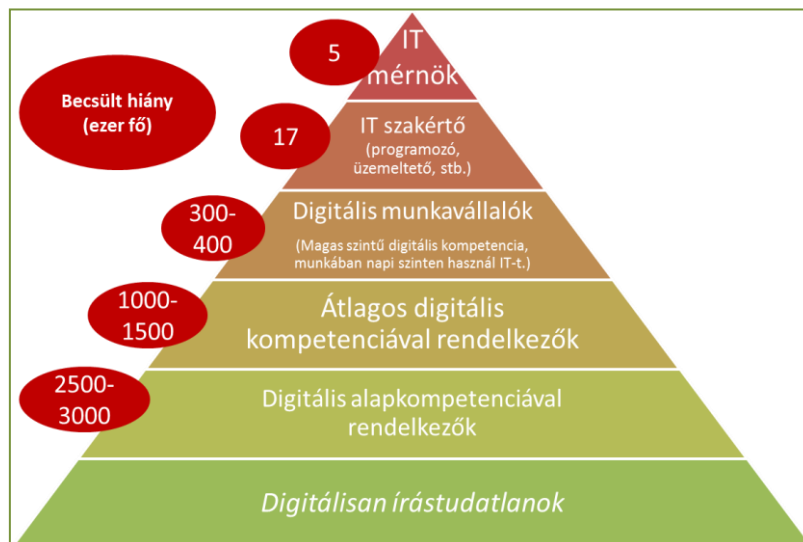 5
IT
mérnök
Becsült hiány
(ezer fő)
17
IT szakértő
(programozó,
üzemeltető, stb.)
300-
400
Digitális munkavállalók
(Magas szintű digitális kompetencia,
munkában napi szinten használ IT-t.)
1000-
1500
Átlagos digitális
kompetenciával rendelkezők
2500-
3000
Digitális alapkompetenciával
rendelkezők
Digitálisan írástudatlanok